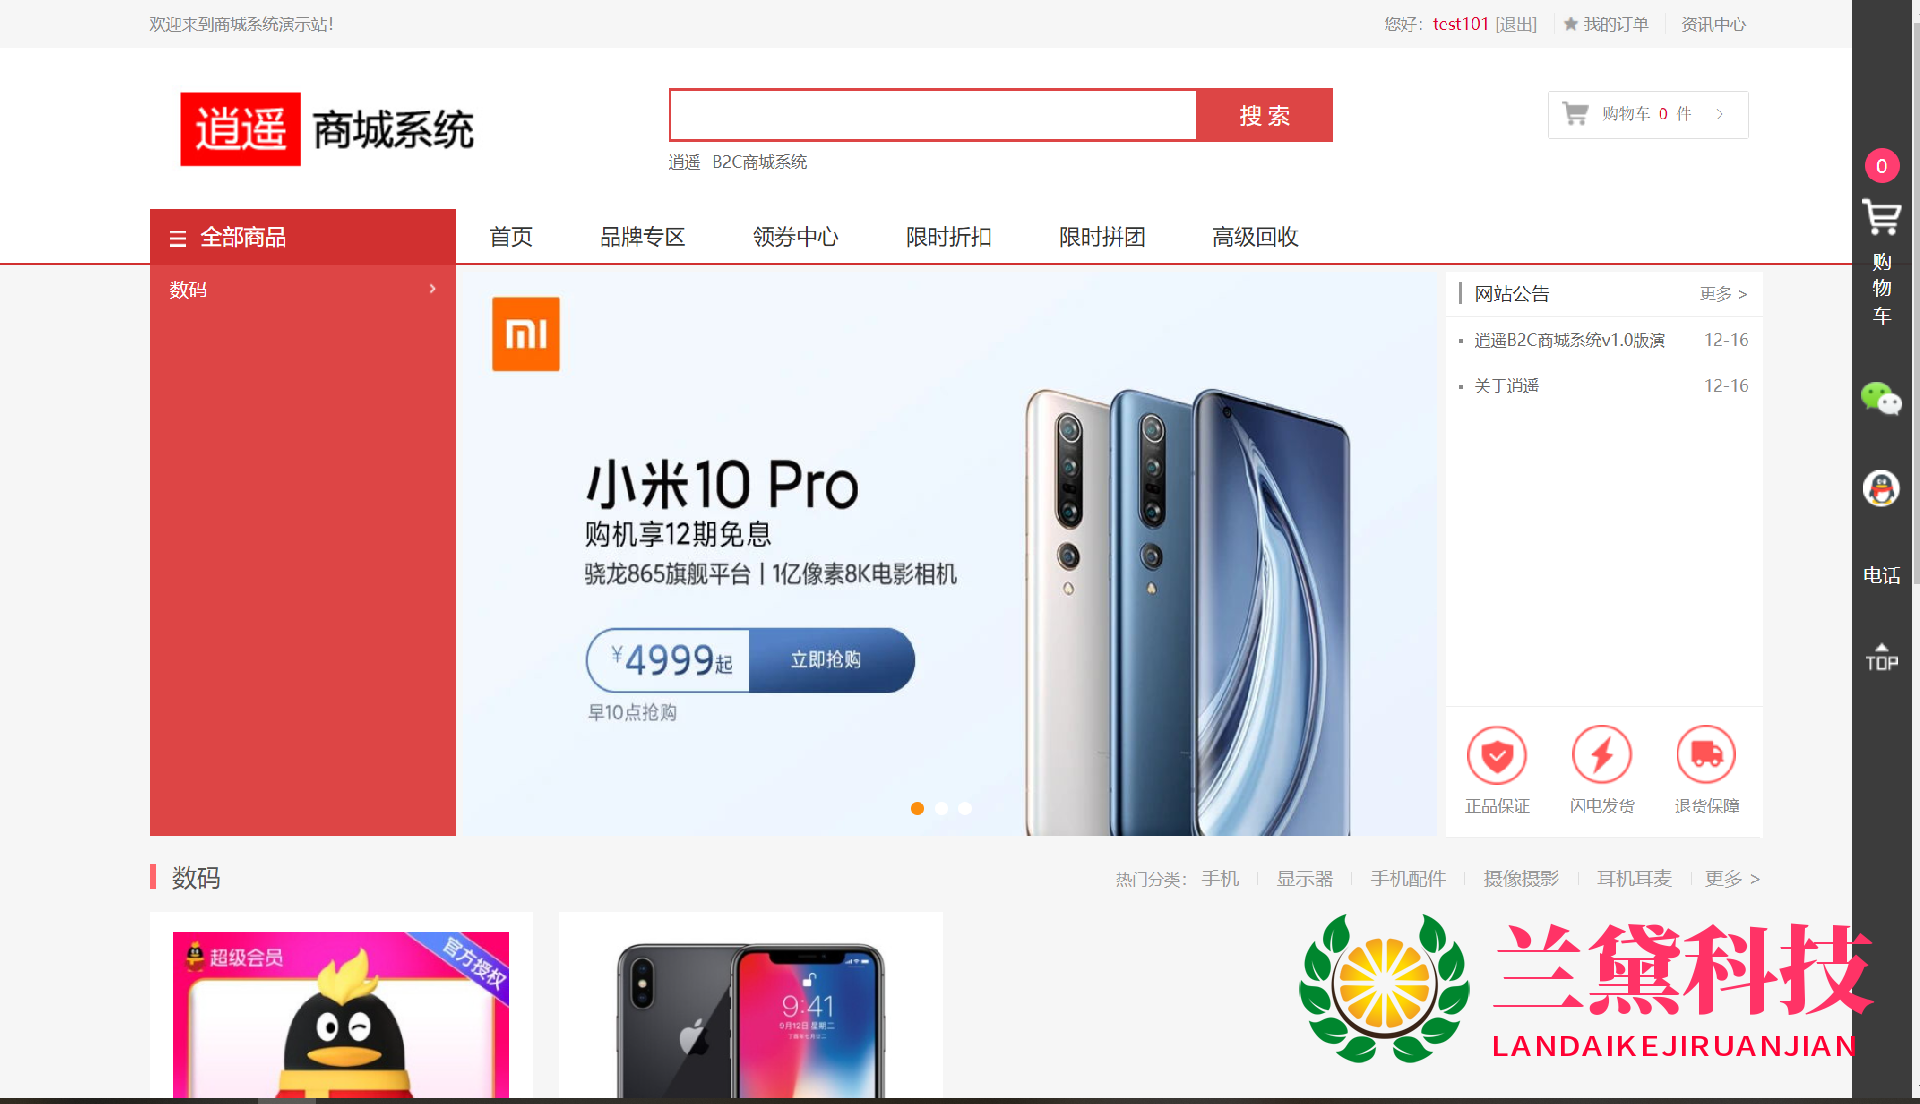 欢迎来到商城系统演示站!
您好: test101 [退出] 我的订单 资讯中心
逍遥 商城系统
搜 索
购物车 0 件 >
逍遥 B2C商城系统
全部商品
首页 品牌专区 领券中心 限时折扣 限时拼团 高级回收
数码
小米10 Pro
购机享12期免息
骁龙865旗舰平台 | 1亿像素8K电影相机
¥4999起 立即抢购
早10点抢购
网站公告 更多 >
逍遥B2C商城系统v1.0版演 12-16
关于逍遥 12-16
正品保证 闪电发货 退货保障
0
购
物
车
电话
TOP
数码
热门分类: 手机 显示器 手机配件 摄像摄影 耳机耳麦 更多 >
超级会员
官方授权
9:41
9月12日 星期二
兰黛科技
LANDAIKEJIRUANJIAN